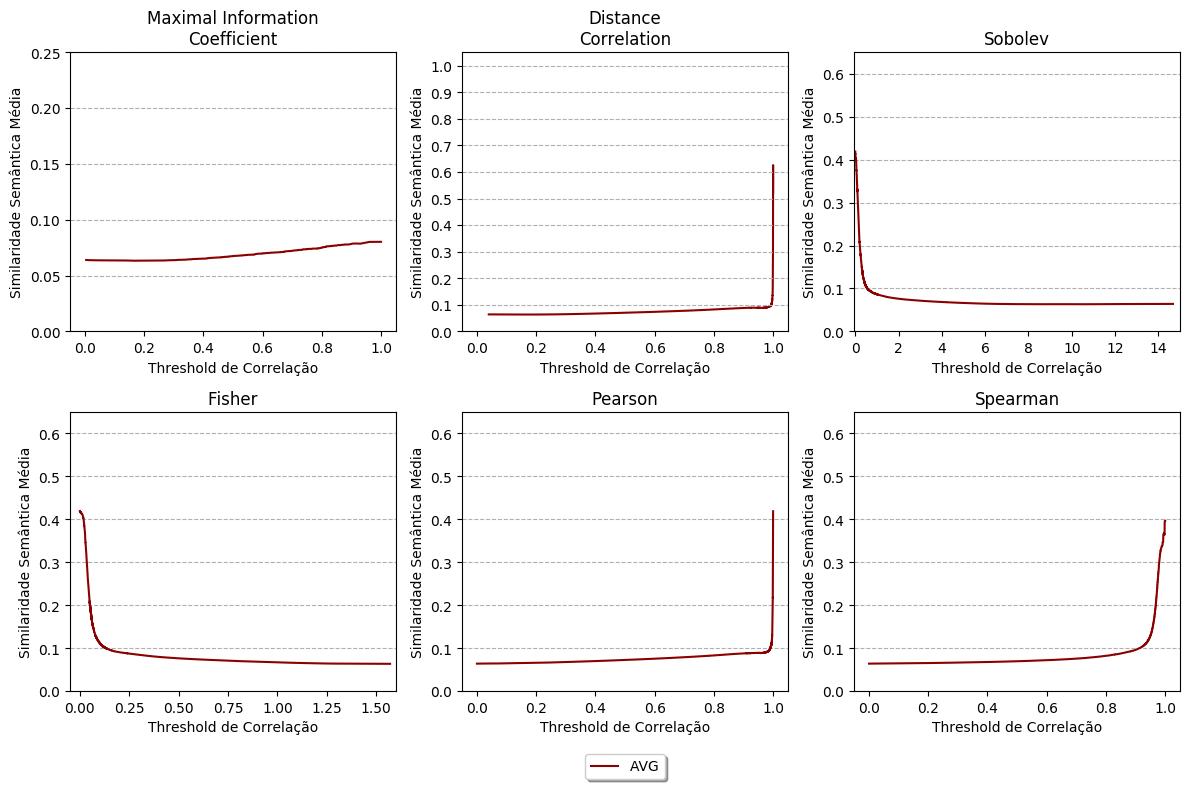 Maximal Information
Coefficient
Similaridade Semântica Média
0.25
0.20
0.15
0.10
0.05
0.00
0.0 0.2 0.4 0.6 0.8 1.0
Threshold de Correlação
Distance
Correlation
Similaridade Semântica Média
1.0
0.9
0.8
0.7
0.6
0.5
0.4
0.3
0.2
0.1
0.0
0.0 0.2 0.4 0.6 0.8 1.0
Threshold de Correlação
Sobolev
Similaridade Semântica Média
0.6
0.5
0.4
0.3
0.2
0.1
0.0
0 2 4 6 8 10 12 14
Threshold de Correlação
Fisher
Similaridade Semântica Média
0.6
0.5
0.4
0.3
0.2
0.1
0.0
0.00 0.25 0.50 0.75 1.00 1.25 1.50
Threshold de Correlação
Pearson
Similaridade Semântica Média
0.6
0.5
0.4
0.3
0.2
0.1
0.0
0.0 0.2 0.4 0.6 0.8 1.0
Threshold de Correlação
Spearman
Similaridade Semântica Média
0.6
0.5
0.4
0.3
0.2
0.1
0.0
0.0 0.2 0.4 0.6 0.8 1.0
Threshold de Correlação
AVG